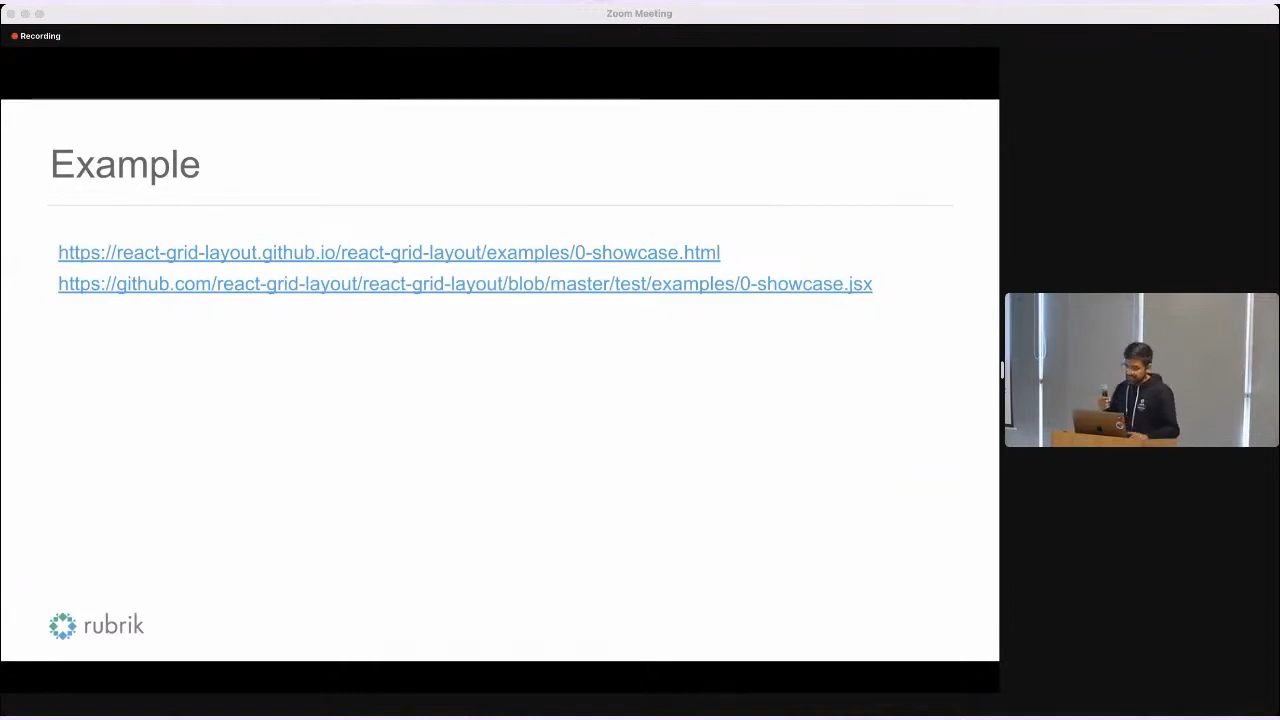 Zoom Meeting
Recording
Example
https://react-grid-layout.github.io/react-grid-layout/examples/0-showcase.html
https://github.com/react-grid-layout/react-grid-layout/blob/master/test/examples/0-showcase.jsx
rubrik